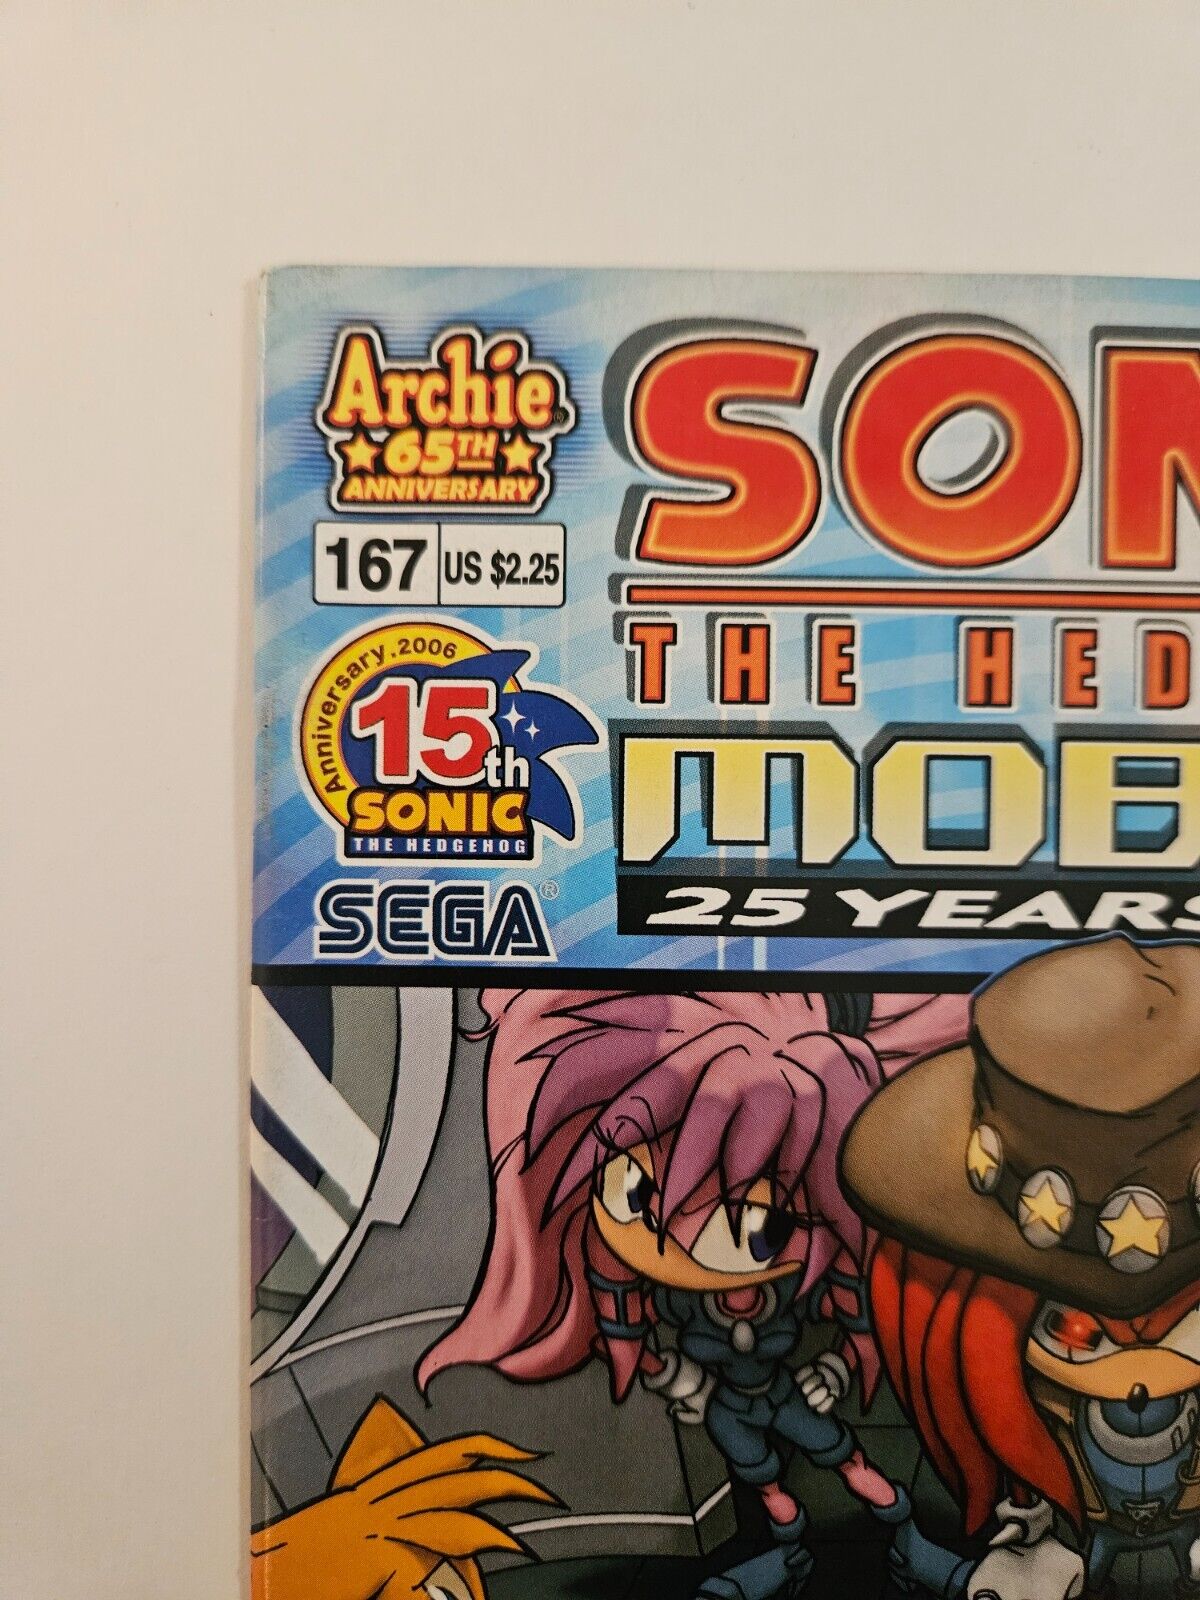 Archie
65TH
ANNIVERSARY
167 US $2.25
Anniversary.2006
15th
SONIC
THE HEDGEHOG
SEGA®
SON
THE HED
MOB
25 YEARS